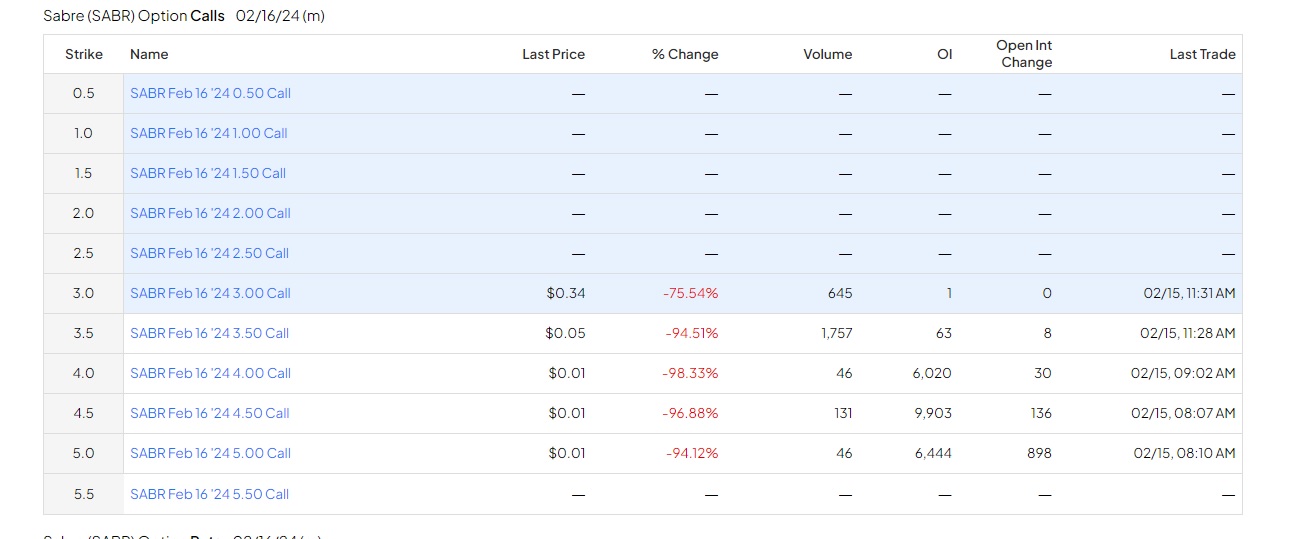 Sabre (SABR) Option Calls 02/16/24 (m)
Strike Name Last Price % Change Volume OI Open Int Change Last Trade
0.5 SABR Feb 16 '24 0.50 Call — — — — — —
1.0 SABR Feb 16 '24 1.00 Call — — — — — —
1.5 SABR Feb 16 '24 1.50 Call — — — — — —
2.0 SABR Feb 16 '24 2.00 Call — — — — — —
2.5 SABR Feb 16 '24 2.50 Call — — — — — —
3.0 SABR Feb 16 '24 3.00 Call $0.34 -75.54% 645 1 0 02/15, 11:31 AM
3.5 SABR Feb 16 '24 3.50 Call $0.05 -94.51% 1,757 63 8 02/15, 11:28 AM
4.0 SABR Feb 16 '24 4.00 Call $0.01 -98.33% 46 6,020 30 02/15, 09:02 AM
4.5 SABR Feb 16 '24 4.50 Call $0.01 -96.88% 131 9,903 136 02/15, 08:07 AM
5.0 SABR Feb 16 '24 5.00 Call $0.01 -94.12% 46 6,444 898 02/15, 08:10 AM
5.5 SABR Feb 16 '24 5.50 Call — — — — — —